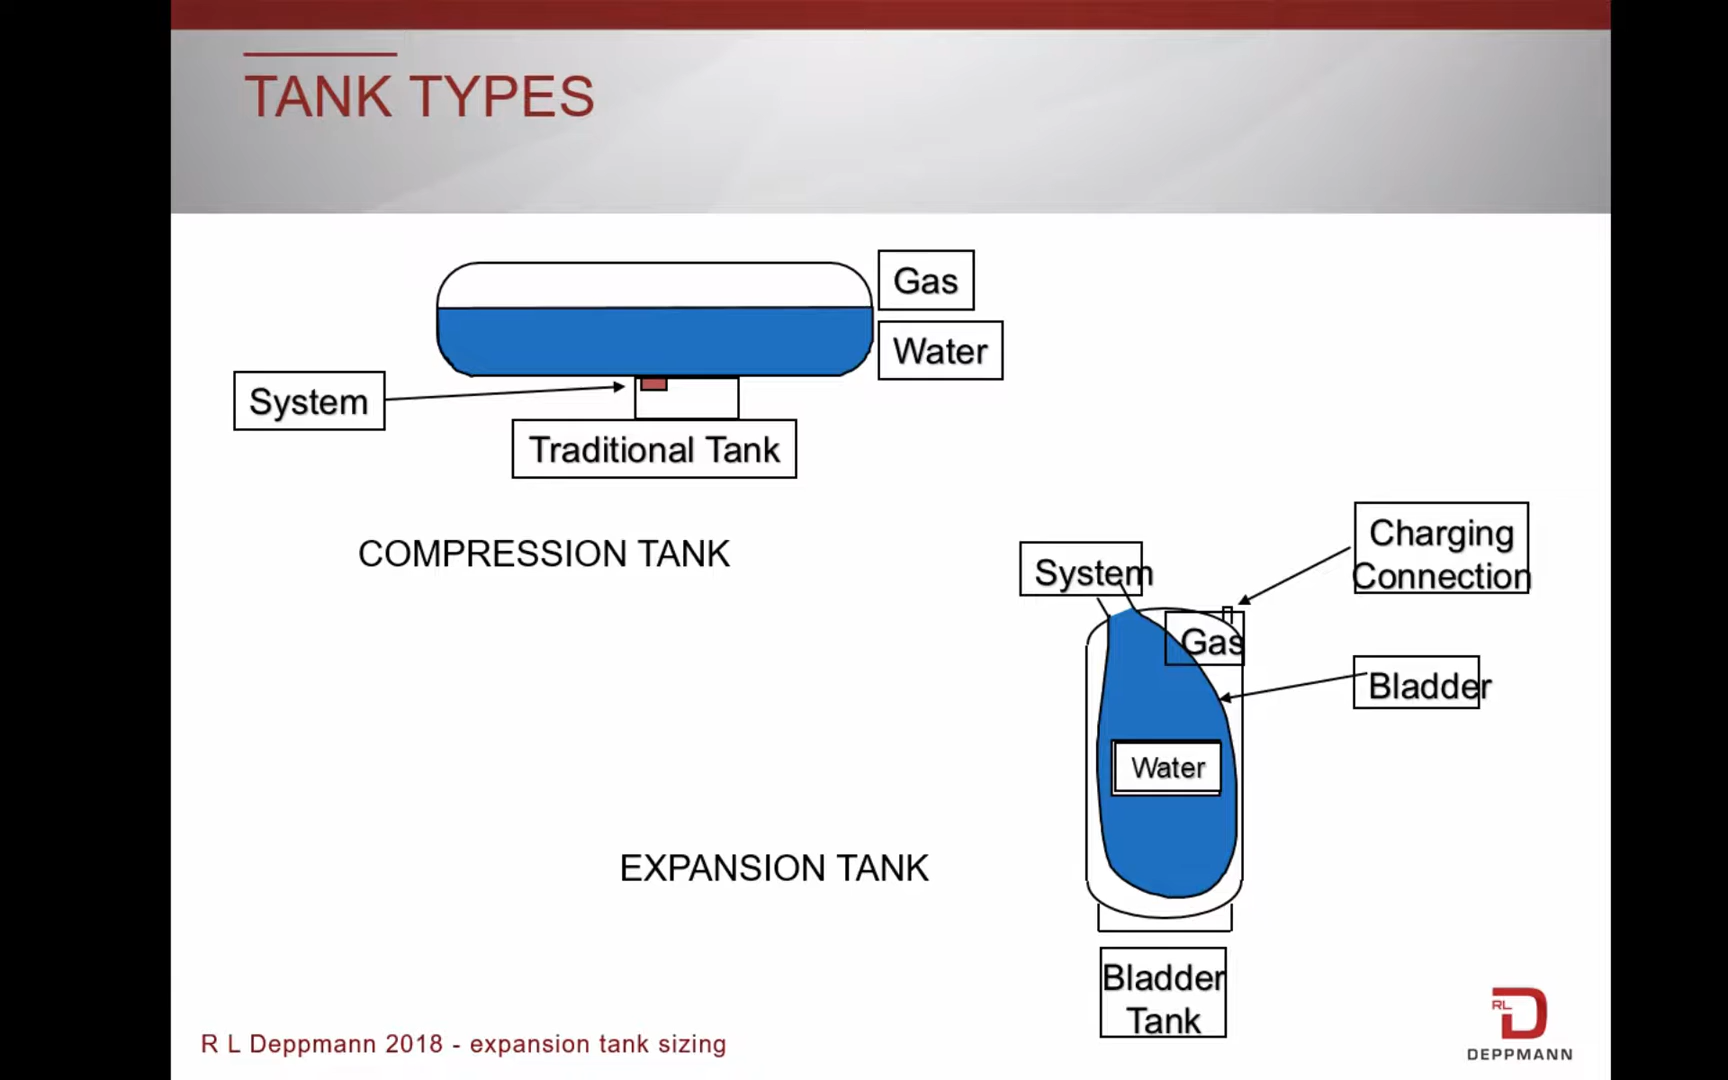 TANK TYPES
Gas
Water
System
Traditional Tank
COMPRESSION TANK
Charging
Connection
System
Gas
Bladder
Water
EXPANSION TANK
Bladder
Tank
R L Deppmann 2018 - expansion tank sizing
RL
D
DEPPMANN